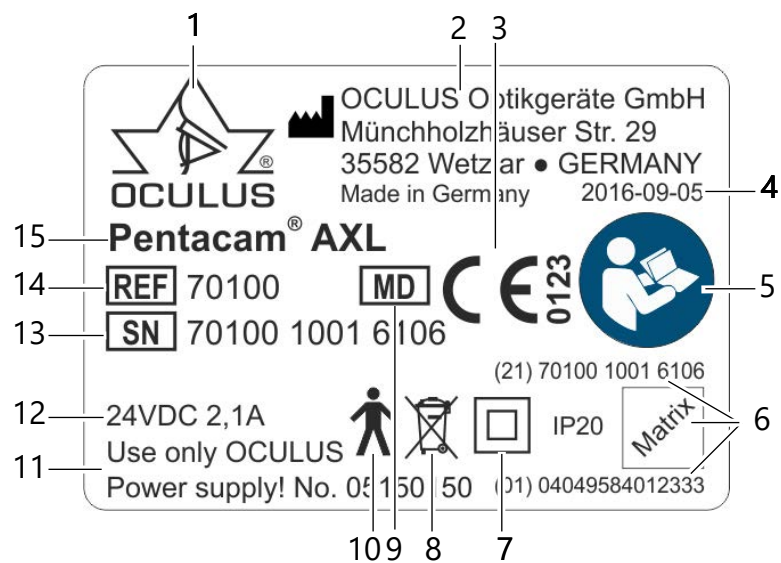 1 2 3
OCULUS Optikgeräte GmbH
Münchholzhäuser Str. 29
35582 Wetzlar ● GERMANY
Made in Germany 2016-09-05 4
®
OCULUS
15 Pentacam® AXL
14 REF 70100 MD CE 0123 5
13 SN 70100 1001 6106
(21) 70100 1001 6106
12 24VDC 2,1A IP20 Matrix 6
Use only OCULUS
11
Power supply! No. 05150150 (01) 04049584012333
10 9 8 7